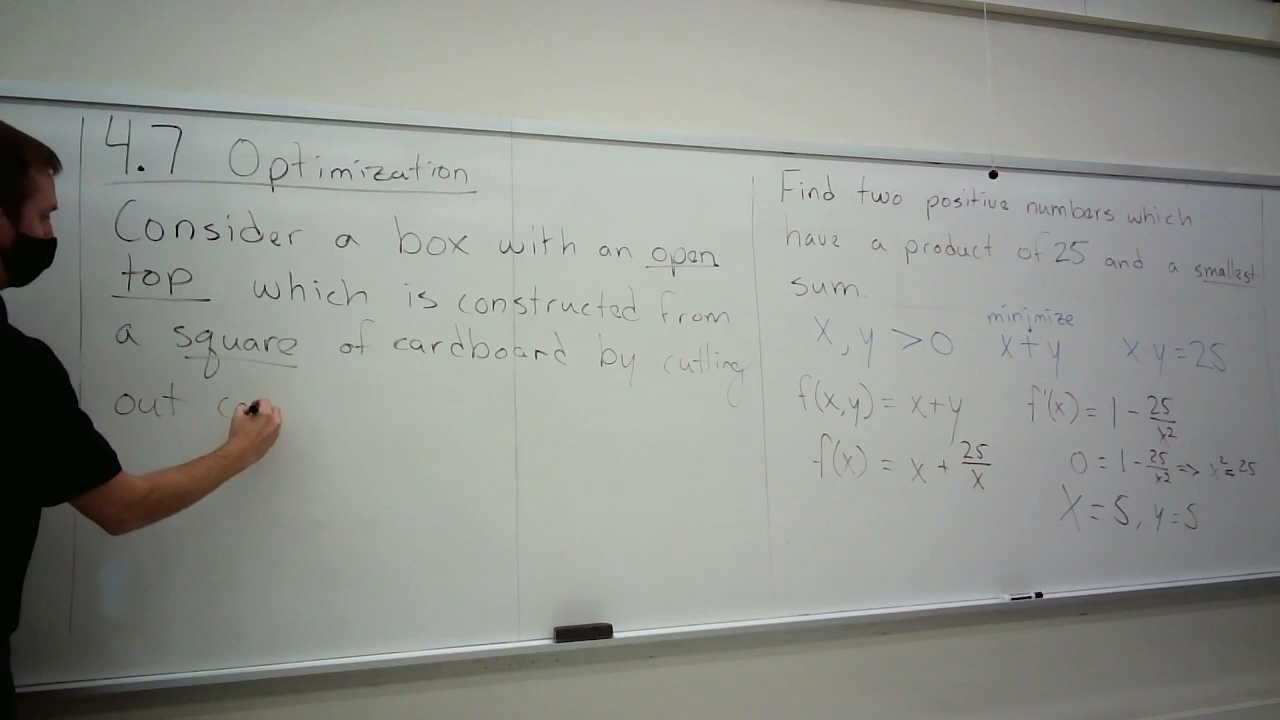 4.7 Optimization
Consider a box with an open
top which is constructed from
a square of cardboard by cutting
out co
Find two positive numbers which
have a product of 25 and a smallest
sum.
minimize
x, y > 0 x+y xy = 25
f(x,y) = x+y f'(x) = 1 - 25/x²
f(x) = x + 25/x 0 = 1 - 25/x² => x² = 25
x = 5, y = 5